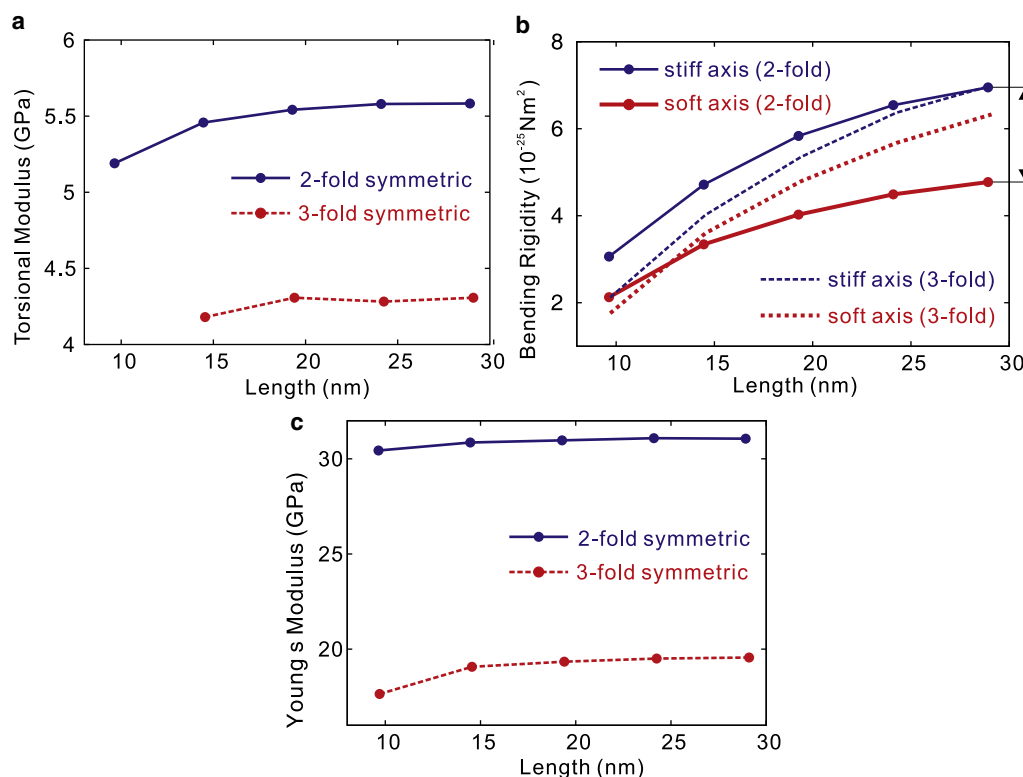 a
6
5.5
5
4.5
4
Torsional Modulus (GPa)
2-fold symmetric
3-fold symmetric
10
15
20
25
30
Length (nm)
b
8
6
4
2
Bending Rigidity (10⁻²⁵Nm²)
stiff axis (2-fold)
soft axis (2-fold)
stiff axis (3-fold)
soft axis (3-fold)
10
15
20
25
30
Length (nm)
c
30
25
20
Young s Modulus (GPa)
2-fold symmetric
3-fold symmetric
10
15
20
25
30
Length (nm)